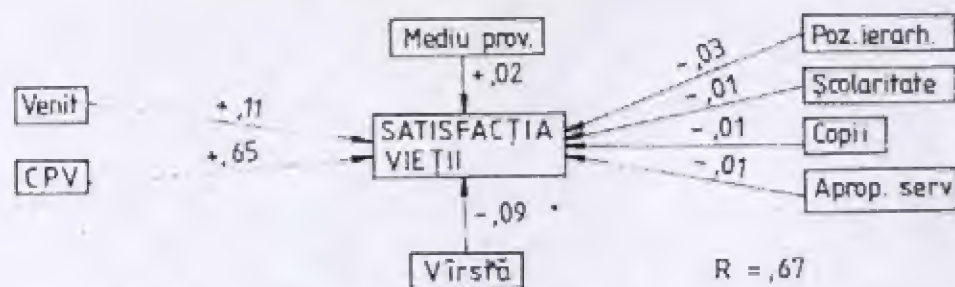 Mediu prov.
+,02
Venit
+,11
CPV
+,65
SATISFACȚIA
VIEȚII
-,09
Vîrstă
-,03
Poz.ierarh.
-,01
Școlaritate
-,01
Copii
-,01
Aprop. serv
R = ,67